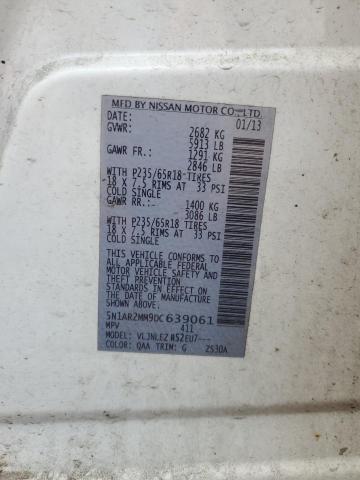 MFD BY NISSAN MOTOR CO., LTD.
DATE: 01/13
GVWR: 2682 KG
5913 LB
GAWR FR.: 1291 KG
2846 LB
WITH P235/65R18 TIRES
18 X 7.5 RIMS AT 33 PSI
COLD SINGLE
GAWR RR.: 1400 KG
3086 LB
WITH P235/65R18 TIRES
18 X 7.5 RIMS AT 33 PSI
COLD SINGLE
THIS VEHICLE CONFORMS
TO ALL APPLICABLE FEDERAL
MOTOR VEHICLE SAFETY AND
THEFT PREVENTION
STANDARDS IN EFFECT ON
THE DATE OF MANUFACTURE
SHOWN ABOVE.
5N1AR2MM9DC639061
MPV 411
MODEL: VLJNLEZ W52EU7---
COLOR: QAA TRIM: G 2S30A